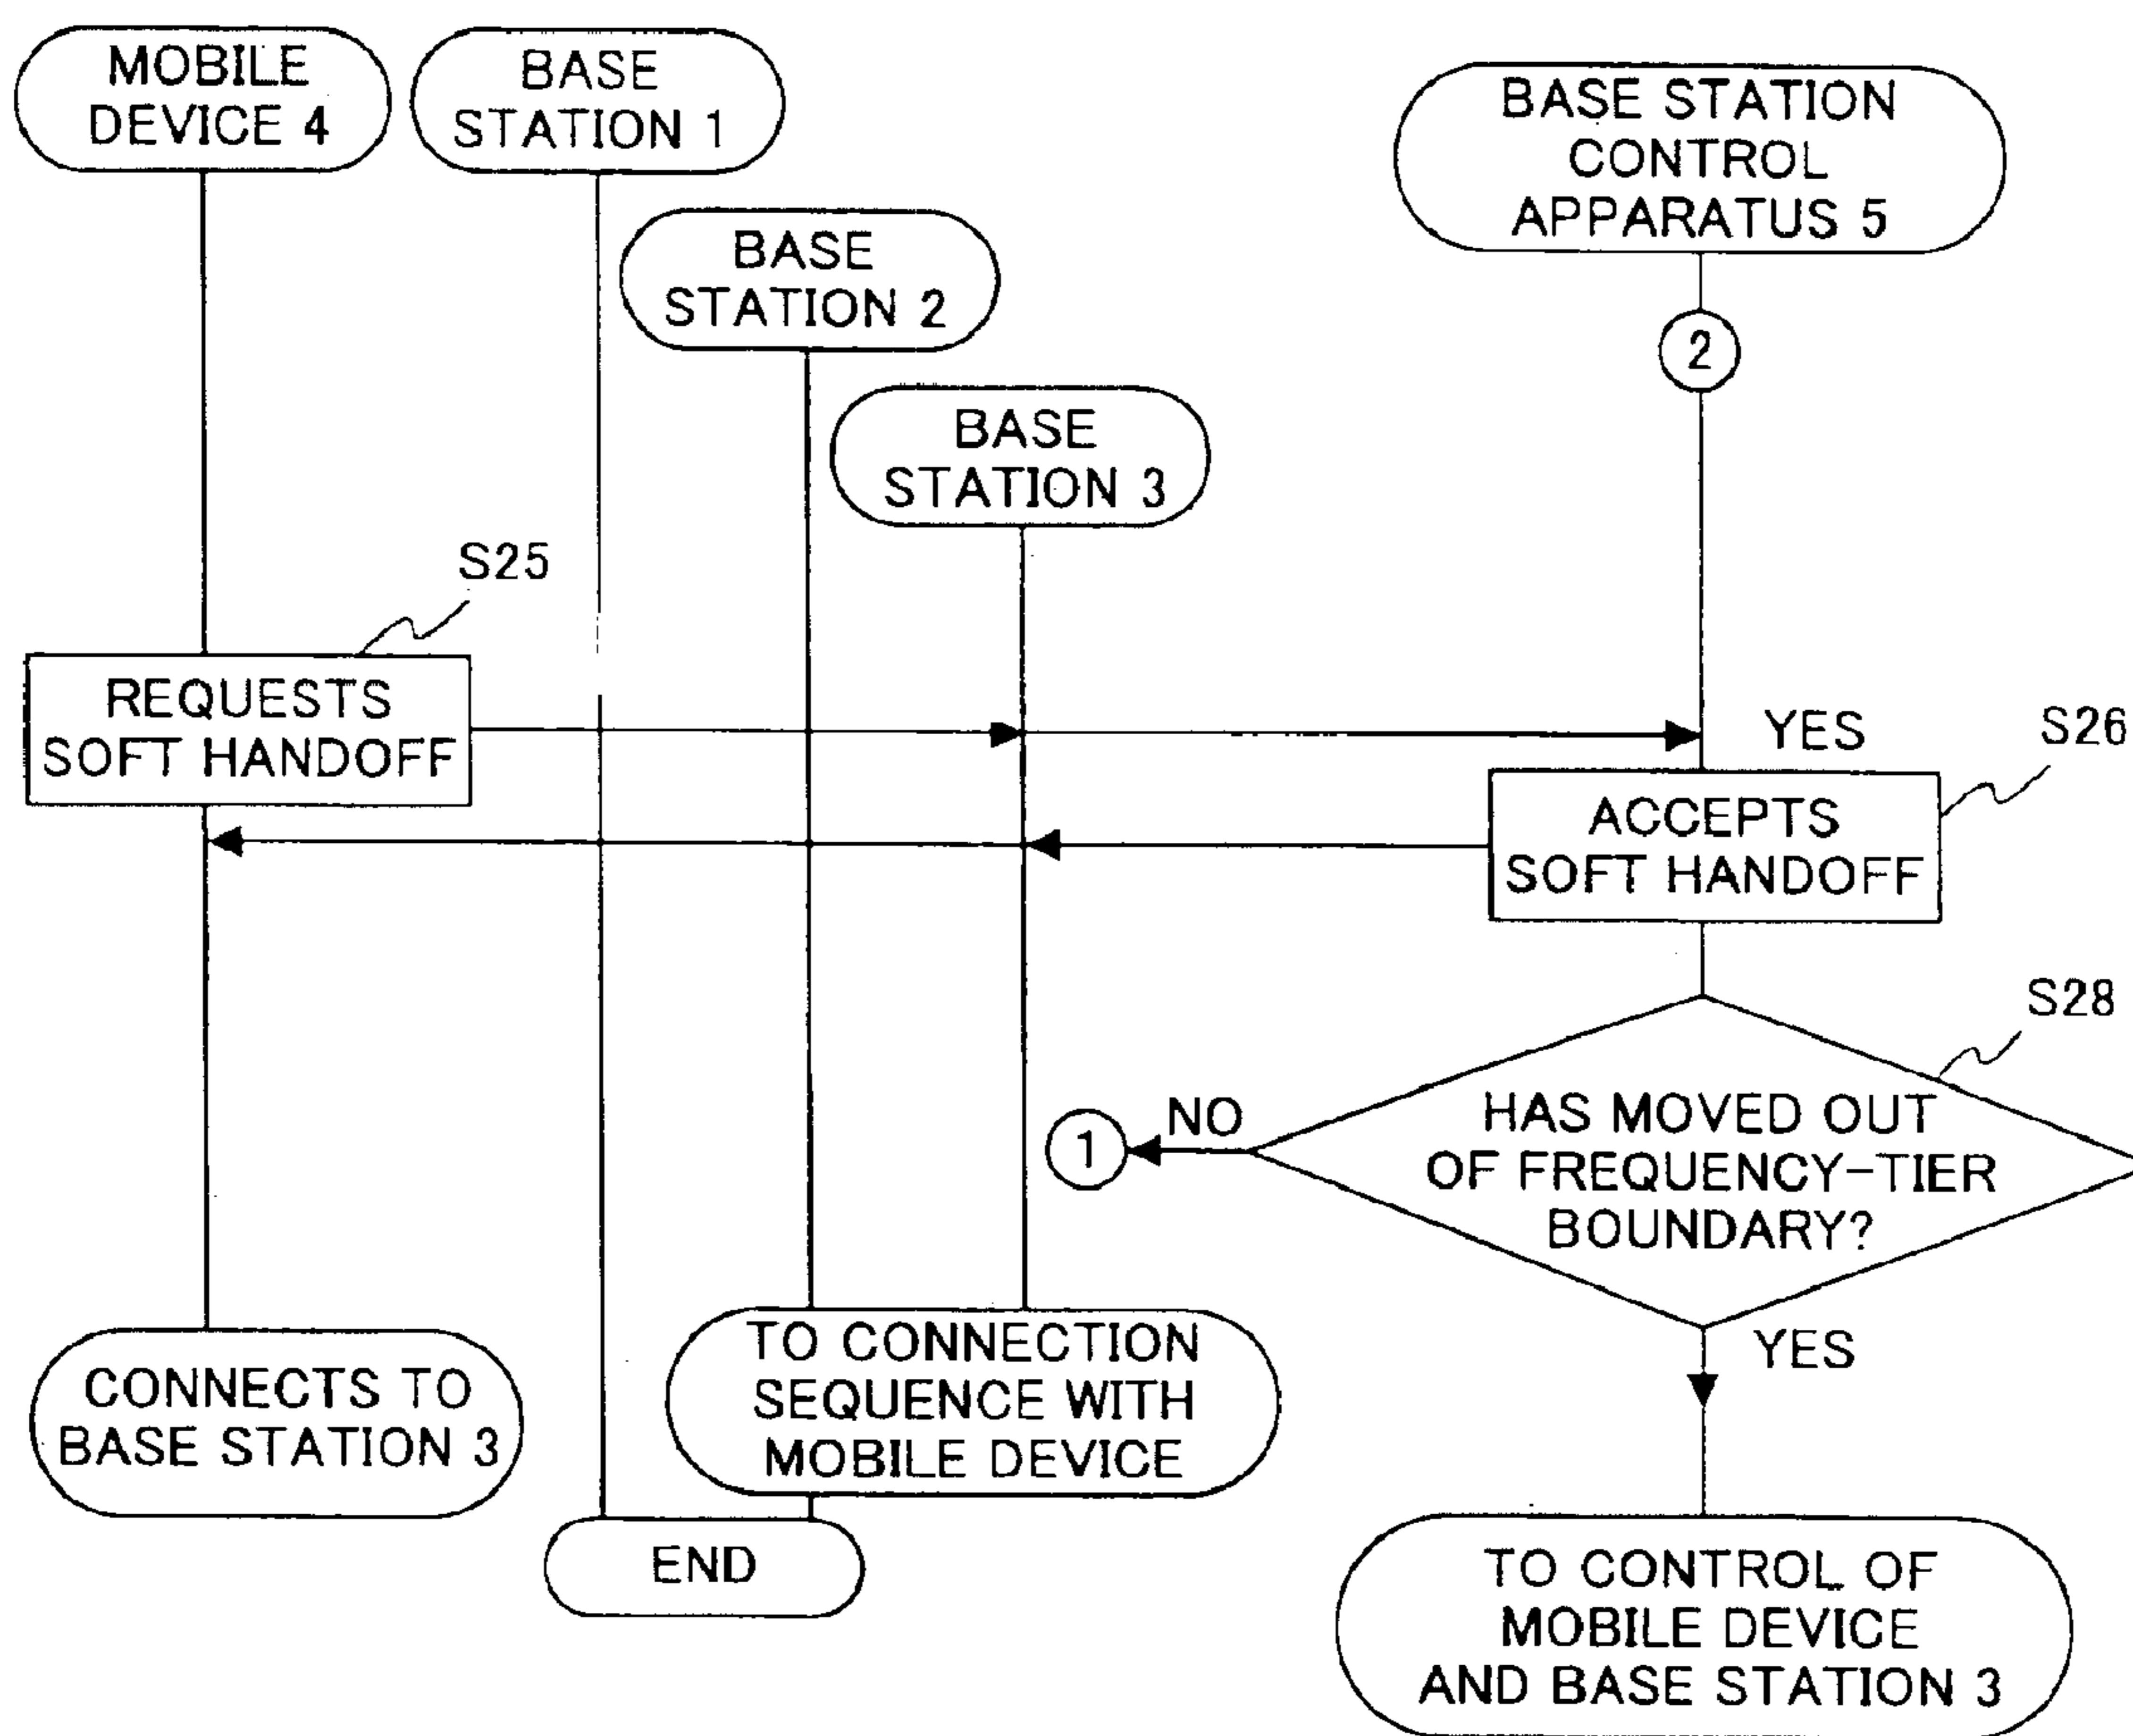 MOBILE
DEVICE 4
BASE
STATION 1
BASE STATION
CONTROL
APPARATUS 5
BASE
STATION 2
2
BASE
STATION 3
S25
REQUESTS
SOFT HANDOFF
YES
S26
ACCEPTS
SOFT HANDOFF
S28
HAS MOVED OUT
OF FREQUENCY-TIER
BOUNDARY?
NO
1
YES
CONNECTS TO
BASE STATION 3
TO CONNECTION
SEQUENCE WITH
MOBILE DEVICE
END
TO CONTROL OF
MOBILE DEVICE
AND BASE STATION 3